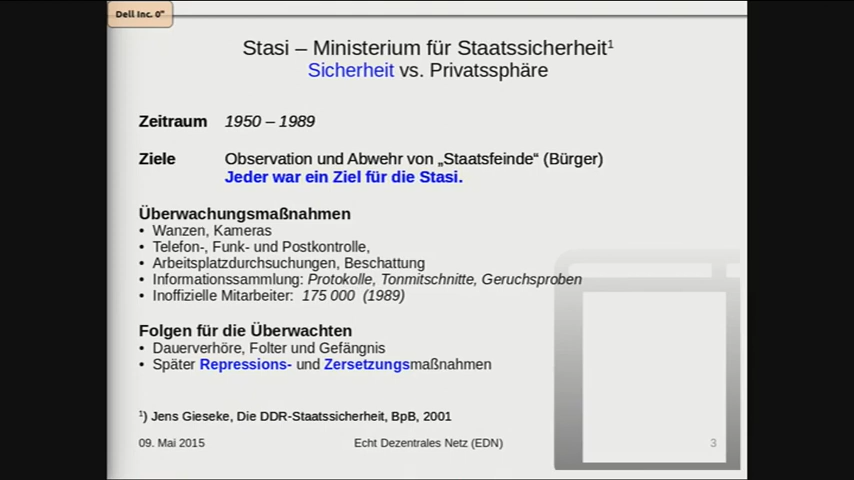 Dell Inc. 0"
Stasi – Ministerium für Staatssicherheit¹
Sicherheit vs. Privatssphäre
Zeitraum 1950 – 1989
Ziele Observation und Abwehr von „Staatsfeinde“ (Bürger)
Jeder war ein Ziel für die Stasi.
Überwachungsmaßnahmen
• Wanzen, Kameras
• Telefon-, Funk- und Postkontrolle,
• Arbeitsplatzdurchsuchungen, Beschattung
• Informationssammlung: Protokolle, Tonmitschnitte, Geruchsproben
• Inoffizielle Mitarbeiter: 175 000 (1989)
Folgen für die Überwachten
• Dauerverhöre, Folter und Gefängnis
• Später Repressions- und Zersetzungsmaßnahmen
¹) Jens Gieseke, Die DDR-Staatssicherheit, BpB, 2001
09. Mai 2015 Echt Dezentrales Netz (EDN) 3